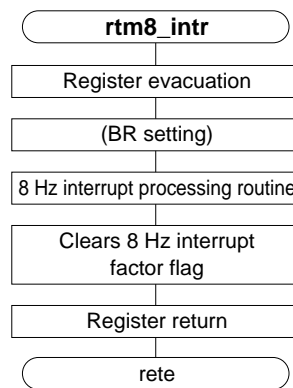 rtm8_intr
Register evacuation
(BR setting)
8 Hz interrupt processing routine
Clears 8 Hz interrupt
factor flag
Register return
rete